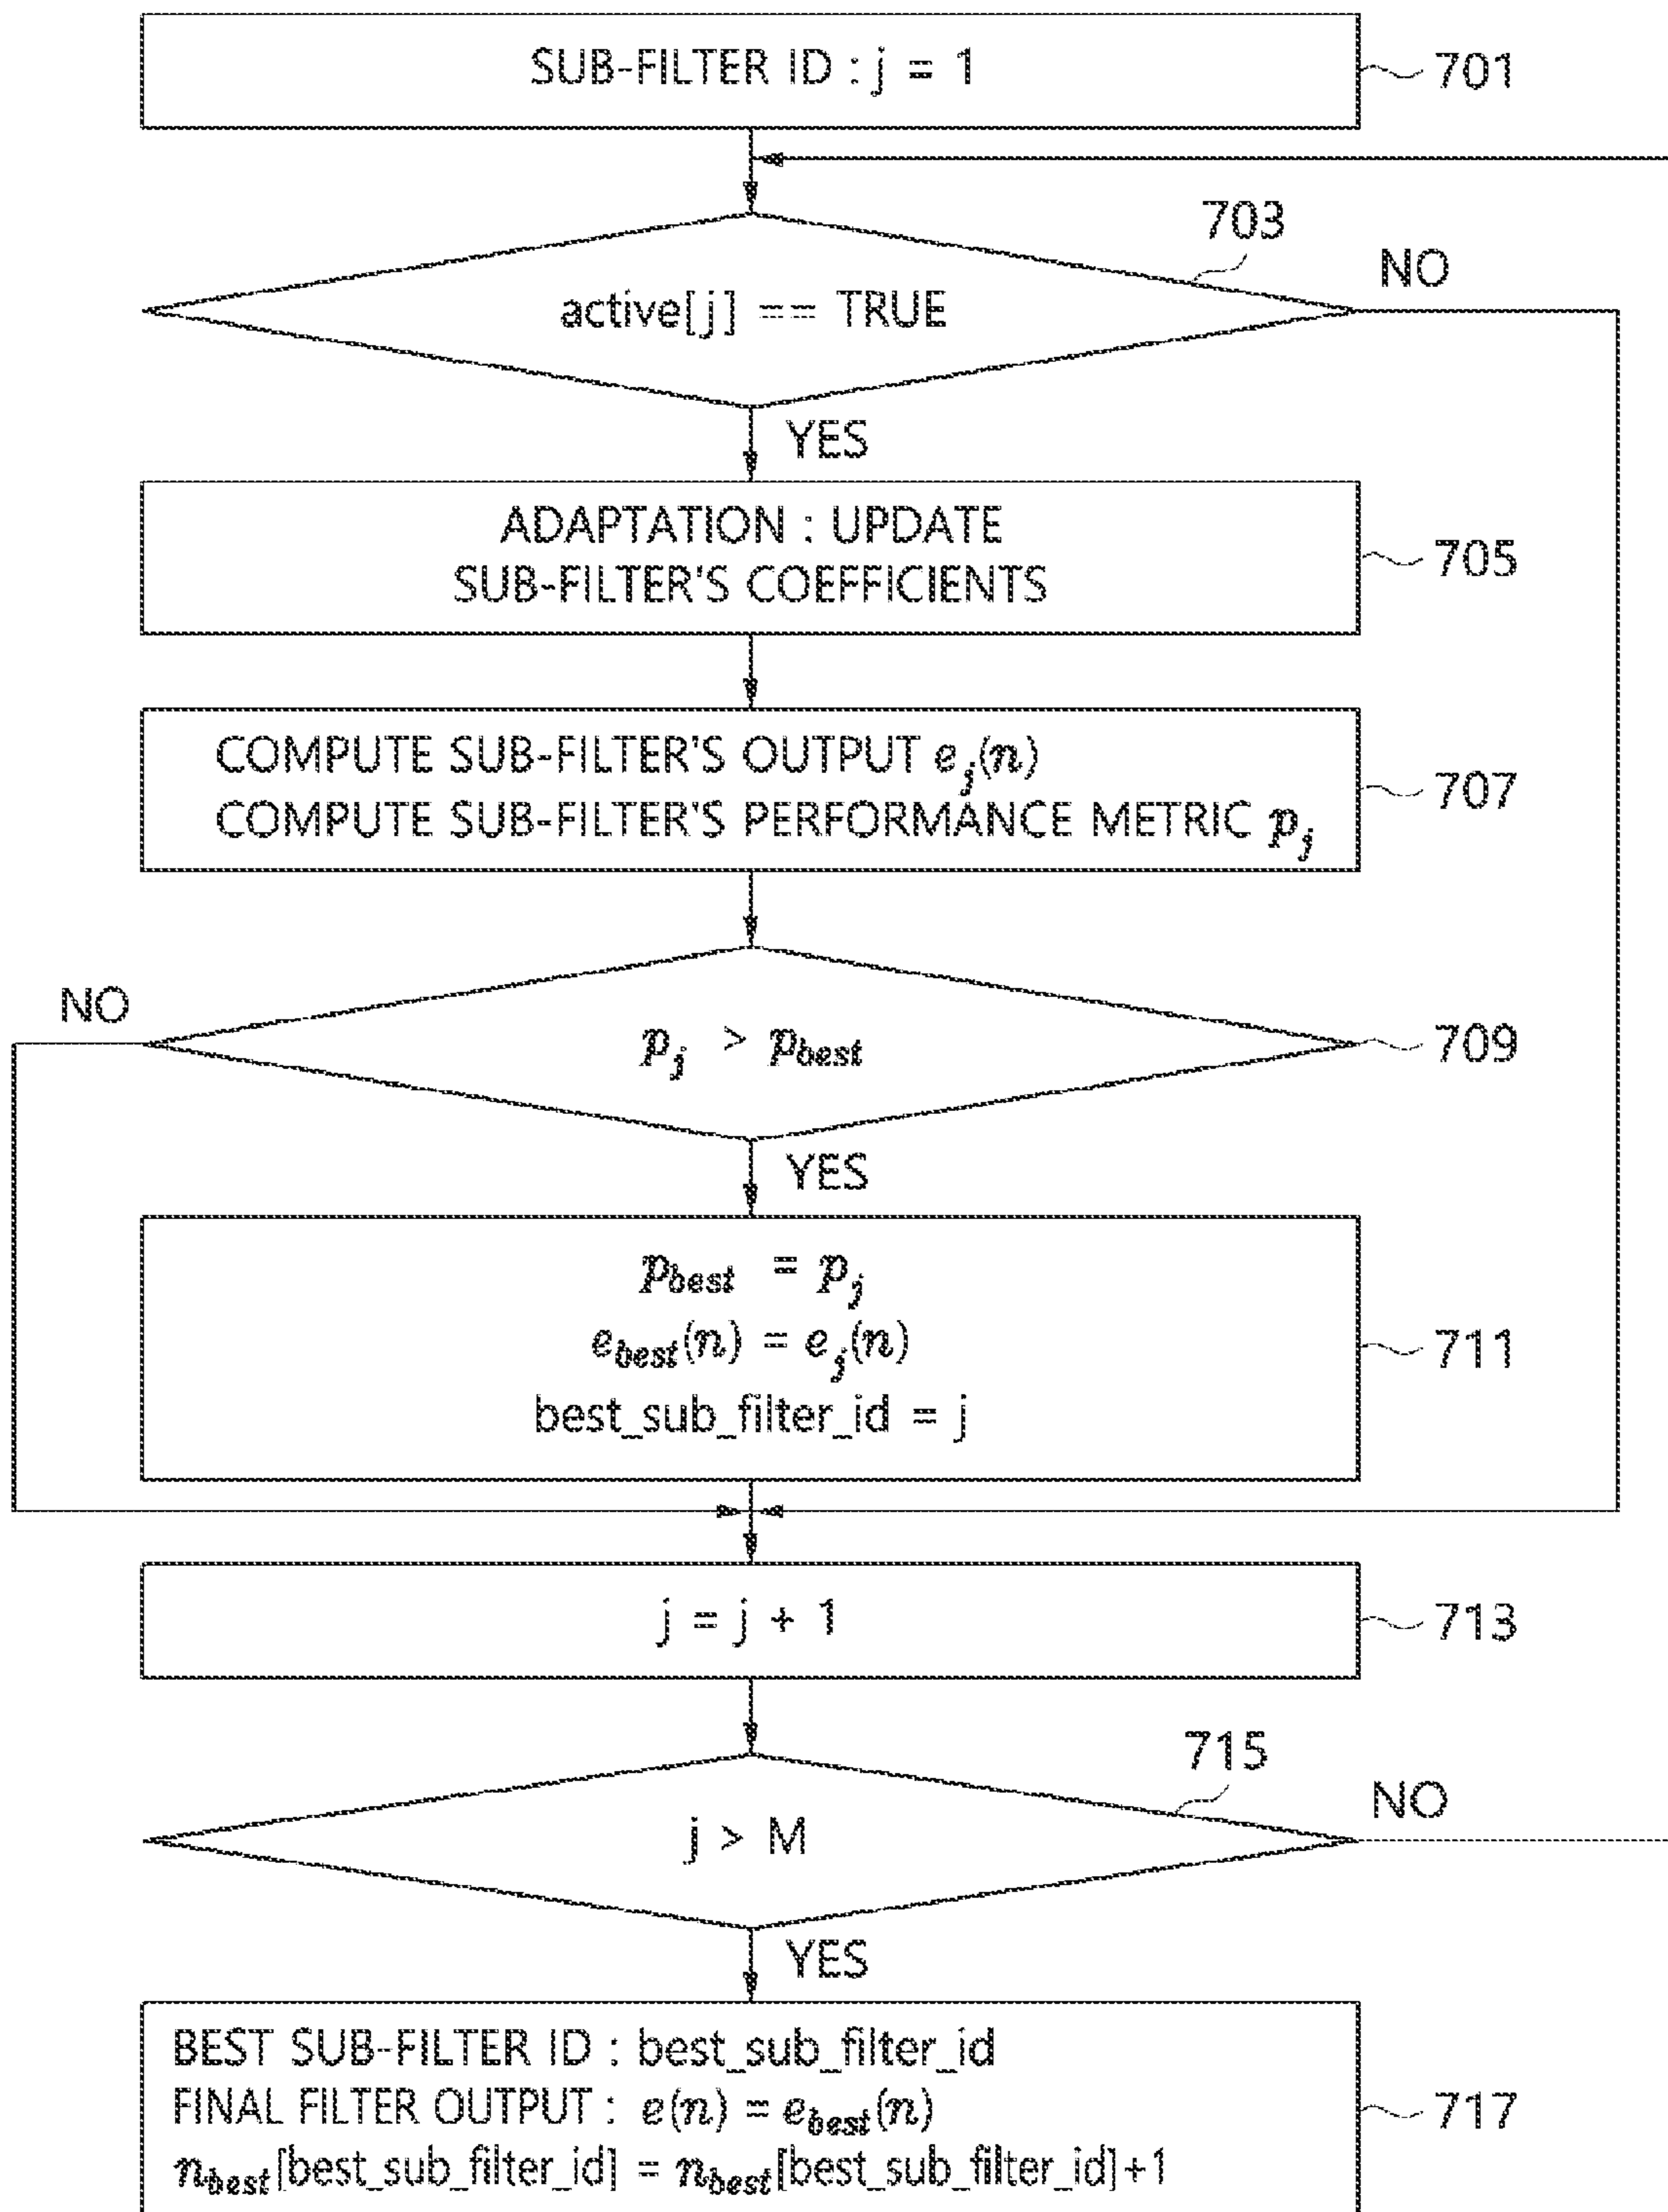 SUB-FILTER ID : j = 1
701
703
NO
active[j] == TRUE
YES
ADAPTATION : UPDATE
SUB-FILTER'S COEFFICIENTS
705
COMPUTE SUB-FILTER'S OUTPUT e_j(n)
COMPUTE SUB-FILTER'S PERFORMANCE METRIC p_j
707
NO
p_j > p_best
709
YES
p_best = p_j
e_best(n) = e_j(n)
best_sub_filter_id = j
711
j = j + 1
713
715
NO
j > M
YES
BEST SUB-FILTER ID : best_sub_filter_id
FINAL FILTER OUTPUT : e(n) = e_best(n)
n_best[best_sub_filter_id] = n_best[best_sub_filter_id]+1
717